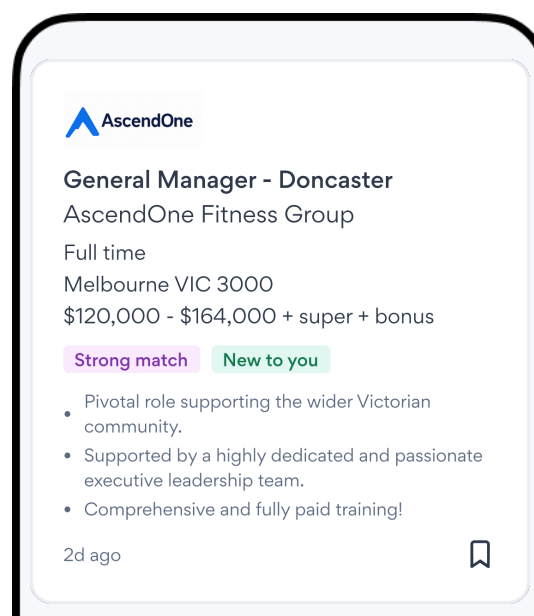 AscendOne
General Manager - Doncaster
AscendOne Fitness Group
Full time
Melbourne VIC 3000
$120,000 - $164,000 + super + bonus
Strong match New to you
• Pivotal role supporting the wider Victorian
community.
• Supported by a highly dedicated and passionate
executive leadership team.
• Comprehensive and fully paid training!
2d ago